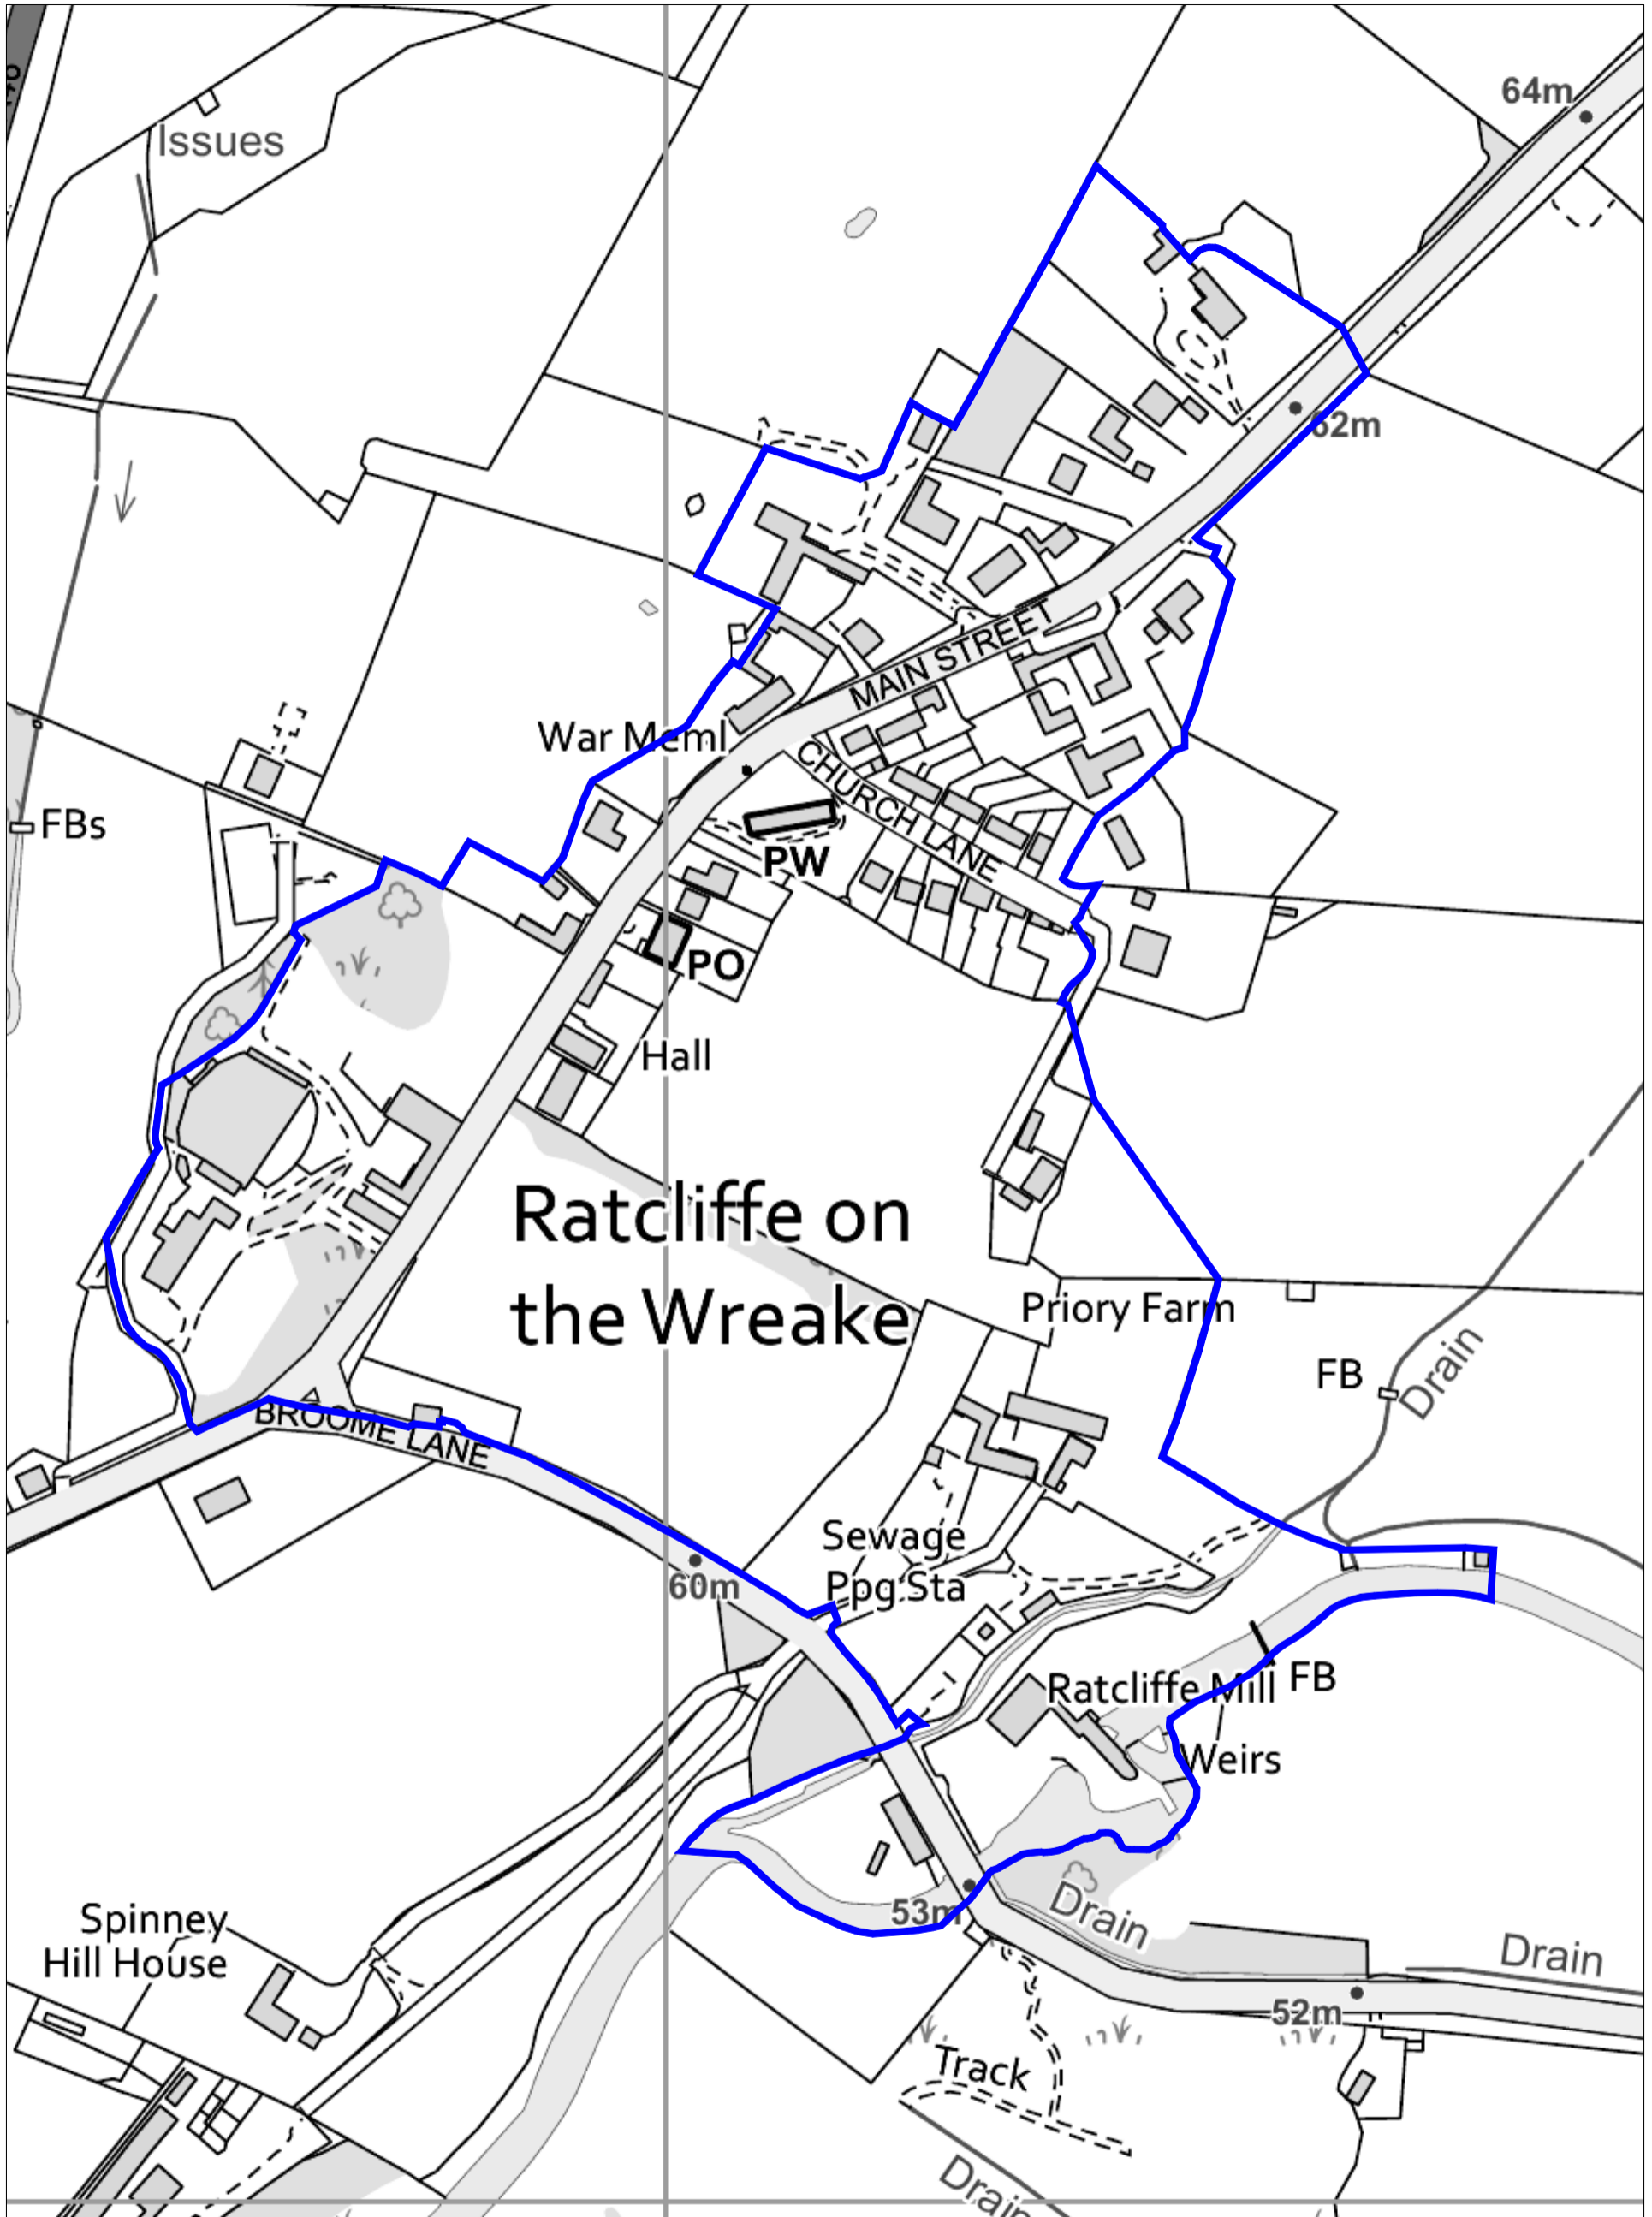 64m
Issues
62m
MAIN STREET
War Meml
CHURCH LANE
FBs
PW
PO
Hall
Ratcliffe on
the Wreake
Priory Farm
FB
Drain
BROOME LANE
Sewage
Ppg Sta
60m
Ratcliffe Mill
FB
Weirs
53m
Drain
Spinney
Hill House
Drain
52m
Track
Drain